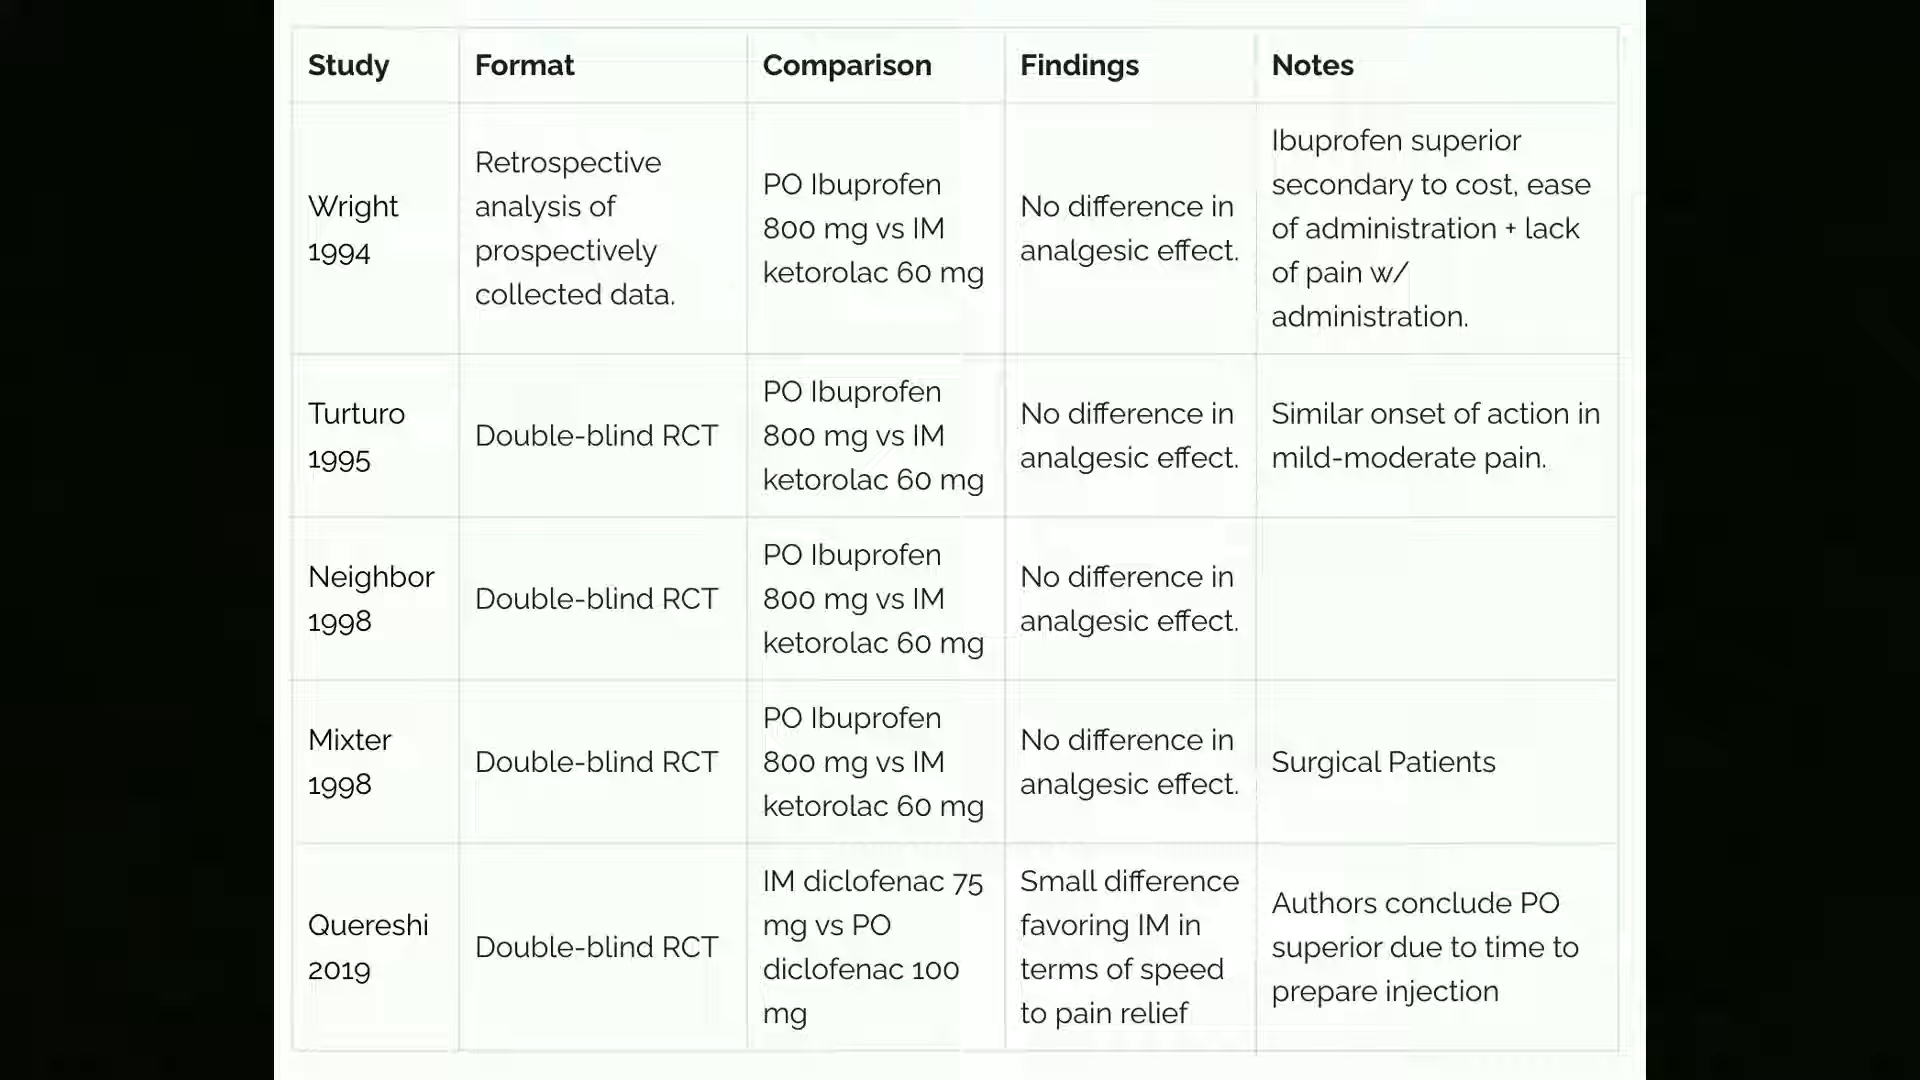 Study Format Comparison Findings Notes
Wright
1994
Retrospective
analysis of
prospectively
collected data.
PO Ibuprofen
800 mg vs IM
ketorolac 60 mg
No difference in
analgesic effect.
Ibuprofen superior
secondary to cost, ease
of administration + lack
of pain w/
administration.
Turturo
1995
Double-blind RCT
PO Ibuprofen
800 mg vs IM
ketorolac 60 mg
No difference in
analgesic effect.
Similar onset of action in
mild-moderate pain.
Neighbor
1998
Double-blind RCT
PO Ibuprofen
800 mg vs IM
ketorolac 60 mg
No difference in
analgesic effect.
Mixter
1998
Double-blind RCT
PO Ibuprofen
800 mg vs IM
ketorolac 60 mg
No difference in
analgesic effect.
Surgical Patients
Quereshi
2019
Double-blind RCT
IM diclofenac 75
mg vs PO
diclofenac 100
mg
Small difference
favoring IM in
terms of speed
to pain relief
Authors conclude PO
superior due to time to
prepare injection